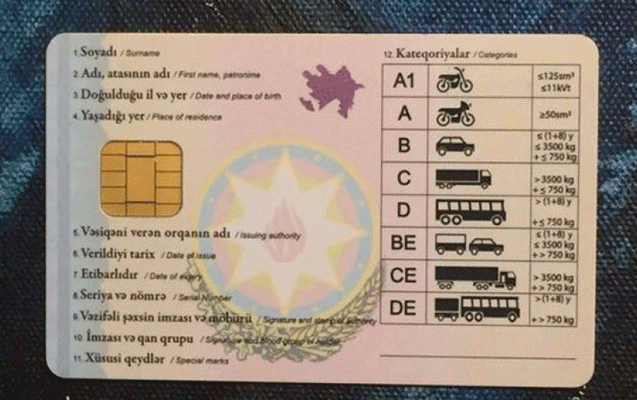 1. Soyadı / Surname
2. Adı, atasının adı / First name, patronime
3. Doğulduğu il və yer / Date and place of birth
4. Yaşadığı yer / Place of residence
5. Vəsiqəni verən orqanın adı / Issuing authority
6. Verildiyi tarix / Date of issue
7. Etibarlıdır / Date of expiry
8. Seriya və nömrə / Serial Number
9. Vəzifəli şəxsin imzası və möhürü / Signature and stamp of authority
10. İmzası və qan qrupu / Signature and blood group of holder
11. Xüsusi qeydlər / Special marks
12. Kateqoriyalar / Categories
A1 ≤125sm³
≤11kVt
A ≥50sm³
B ≤ (1+8) y
≤ 3500 kg
+ ≤ 750 kg
C > 3500 kg
+ ≤ 750 kg
D > (1+8) y
+ ≤ 750 kg
BE ≤ (1+8) y
≤ 3500 kg
+ > 750 kg
CE > 3500 kg
+ > 750 kg
DE > (1+8) y
+ > 750 kg